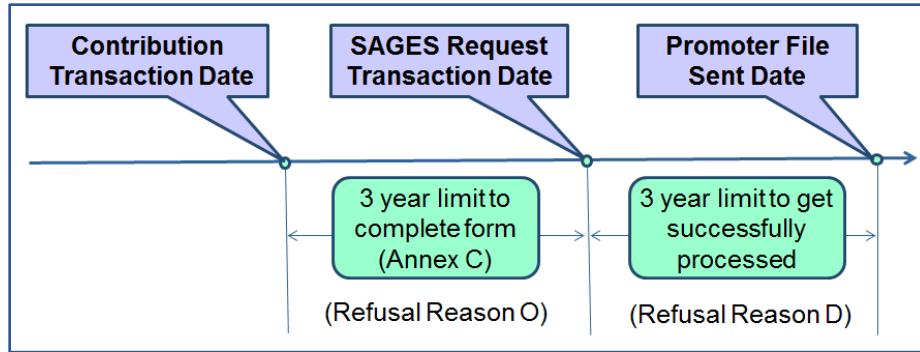 Contribution
Transaction Date
SAGES Request
Transaction Date
Promoter File
Sent Date
3 year limit to
complete form
(Annex C)
3 year limit to get
successfully
processed
(Refusal Reason O)
(Refusal Reason D)